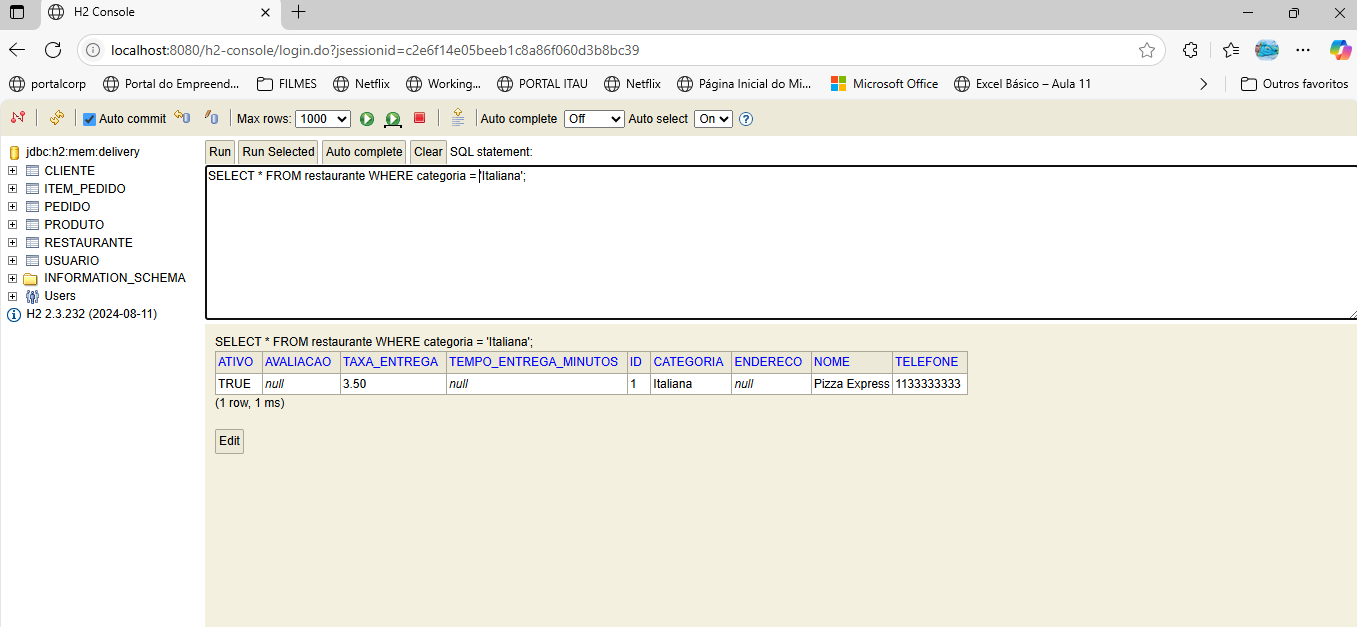 H2 Console
localhost:8080/h2-console/login.do?jsessionid=c2e6f14e05beeb1c8a86f060d3b8bc39
portalcorp Portal do Empreend... FILMES Netflix Working... PORTAL ITAU Netflix Página Inicial do Mi... Microsoft Office Excel Básico – Aula 11 Outros favoritos
Auto commit Max rows: 1000 Auto complete Off Auto select On
jdbc:h2:mem:delivery
CLIENTE
ITEM_PEDIDO
PEDIDO
PRODUTO
RESTAURANTE
USUARIO
INFORMATION_SCHEMA
Users
H2 2.3.232 (2024-08-11)
Run Run Selected Auto complete Clear SQL statement:
SELECT * FROM restaurante WHERE categoria = 'Italiana';
SELECT * FROM restaurante WHERE categoria = 'Italiana';
ATIVO AVALIACAO TAXA_ENTREGA TEMPO_ENTREGA_MINUTOS ID CATEGORIA ENDERECO NOME TELEFONE
TRUE null 3.50 null 1 Italiana null Pizza Express 1133333333
(1 row, 1 ms)
Edit